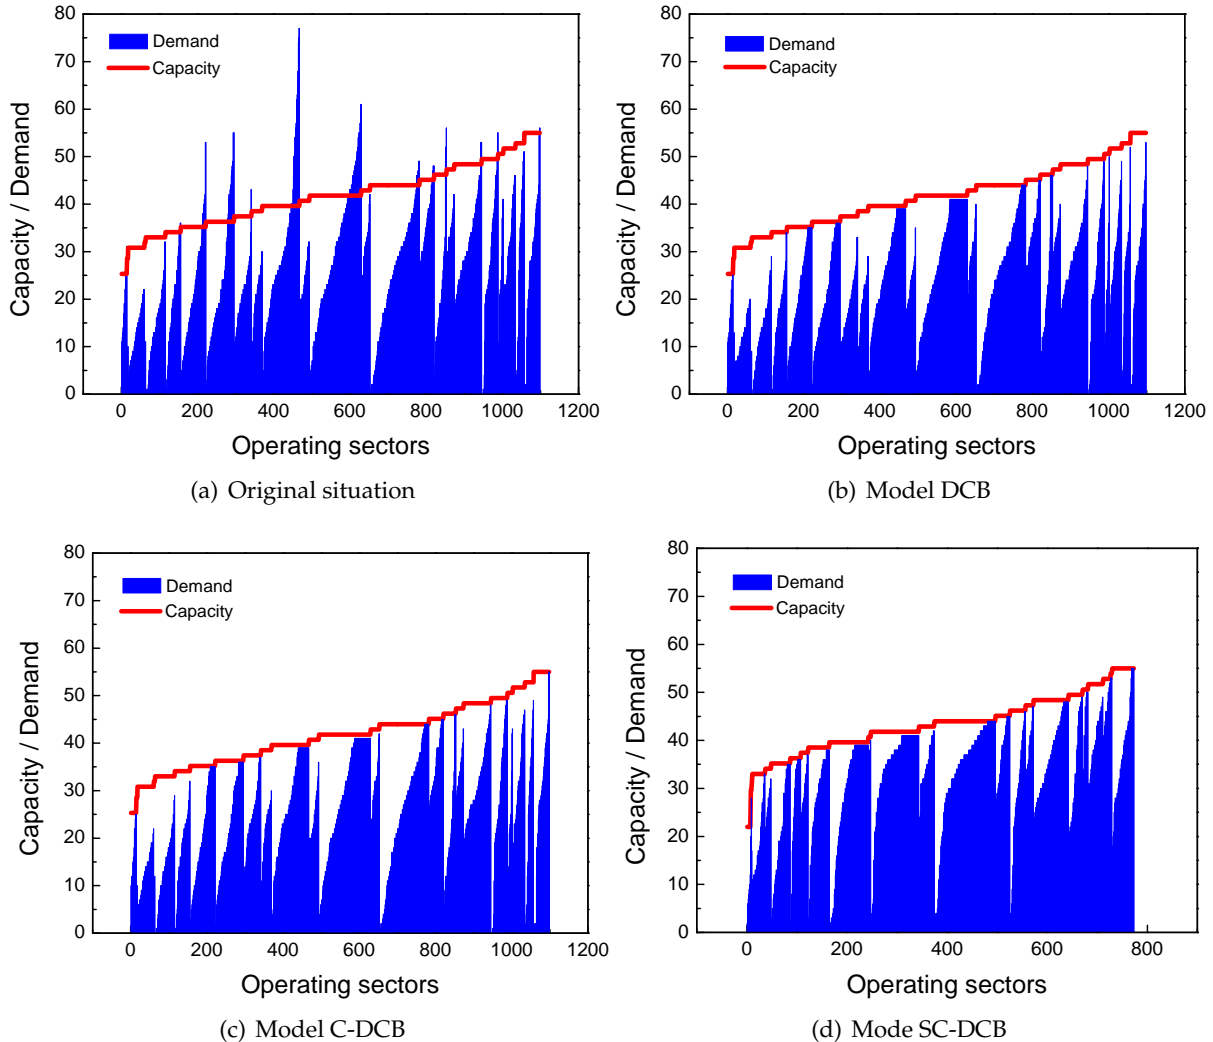 80
70
60
50
40
30
20
10
0
Capacity / Demand
Demand
Capacity
0 200 400 600 800 1000 1200
Operating sectors
(a) Original situation
80
70
60
50
40
30
20
10
0
Capacity / Demand
Demand
Capacity
0 200 400 600 800 1000 1200
Operating sectors
(b) Model DCB
80
70
60
50
40
30
20
10
0
Capacity / Demand
Demand
Capacity
0 200 400 600 800 1000 1200
Operating sectors
(c) Model C-DCB
80
70
60
50
40
30
20
10
0
Capacity / Demand
Demand
Capacity
0 200 400 600 800
Operating sectors
(d) Mode SC-DCB